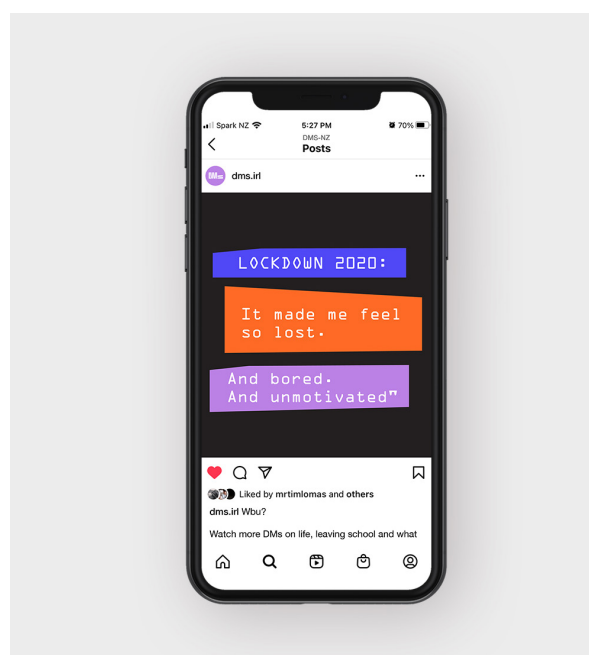 Spark NZ
5:27 PM
70%
DMS-NZ
Posts
DMs
dms.irl
LOCKDOWN 2020:
It made me feel
so lost.
And bored.
And unmotivated"
Liked by mrtimlomas and others
dms.irl Wbu?
Watch more DMs on life, leaving school and what